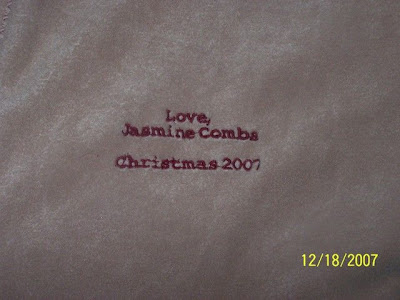 Love,
Jasmine Combs
Christmas 2007
12/18/2007